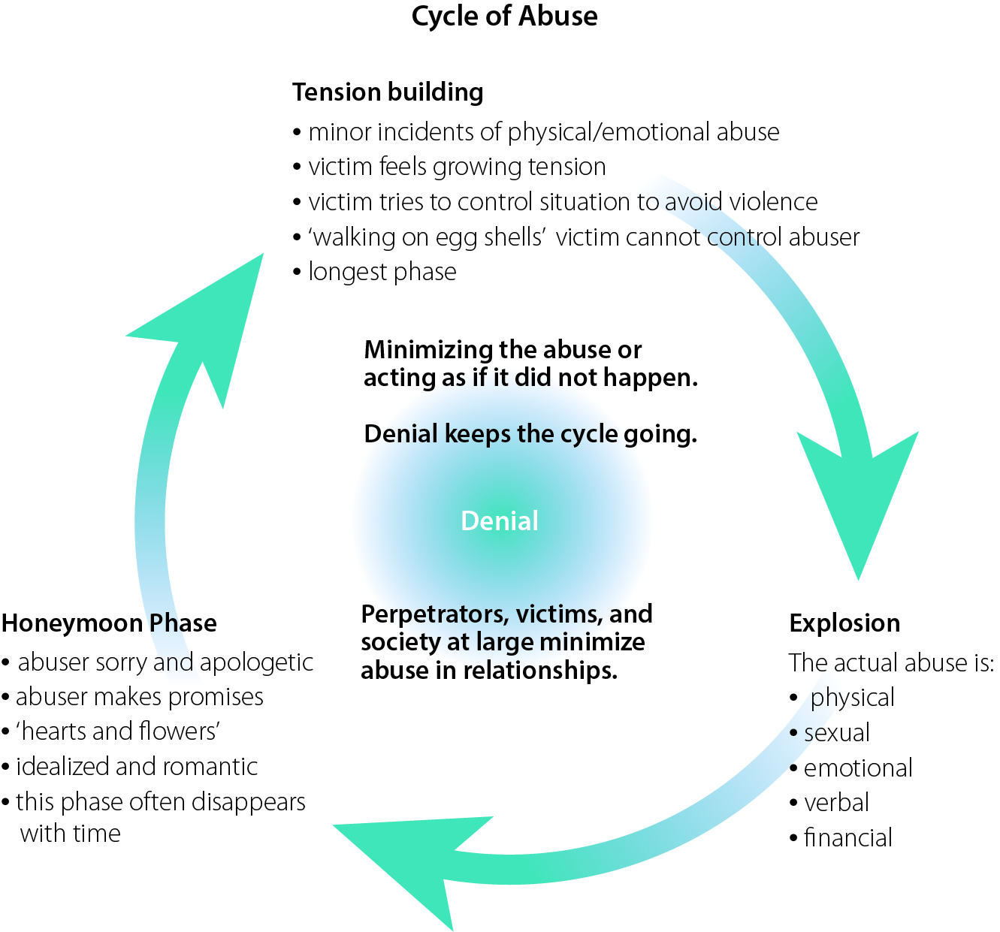 Cycle of Abuse
Tension building
• minor incidents of physical/emotional abuse
• victim feels growing tension
• victim tries to control situation to avoid violence
• ‘walking on egg shells’ victim cannot control abuser
• longest phase
Minimizing the abuse or
acting as if it did not happen.
Denial keeps the cycle going.
Denial
Perpetrators, victims, and
society at large minimize
abuse in relationships.
Explosion
The actual abuse is:
• physical
• sexual
• emotional
• verbal
• financial
Honeymoon Phase
• abuser sorry and apologetic
• abuser makes promises
• ‘hearts and flowers’
• idealized and romantic
• this phase often disappears
with time